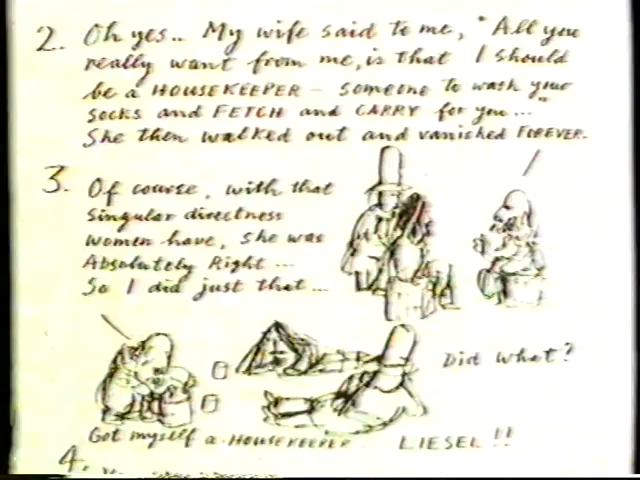 2. Oh yes.. My wife said to me, "All you
really want from me, is that I should
be a HOUSEKEEPER – someone to wash your
socks and FETCH and CARRY for you..."
She then walked out and vanished FOREVER.
3. Of course, with that
singular directness
women have, she was
Absolutely Right...
So I did just that...
Did what?
Got myself a HOUSEKEEPER LIESEL!!
4.